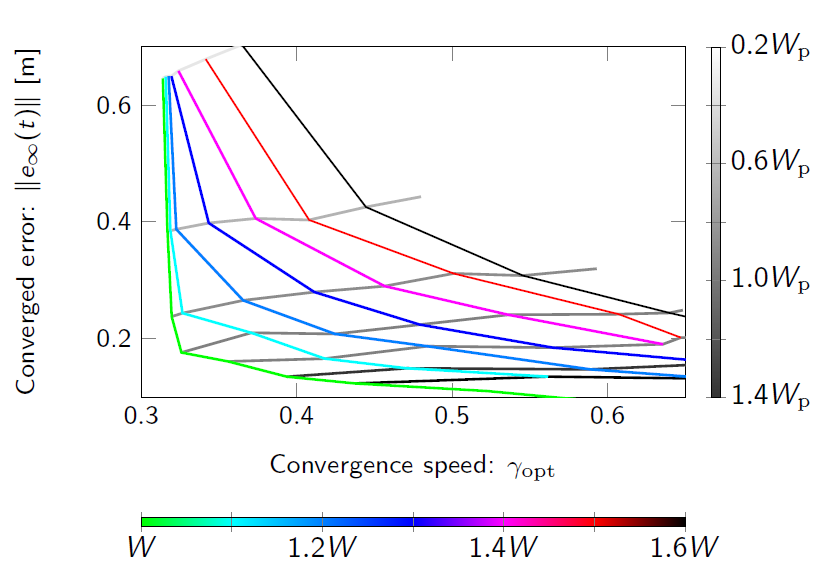 Converged error: ‖e∞(t)‖ [m]
0.6
0.4
0.2
0.3 0.4 0.5 0.6
Convergence speed: γopt
0.2Wp
0.6Wp
1.0Wp
1.4Wp
W 1.2W 1.4W 1.6W